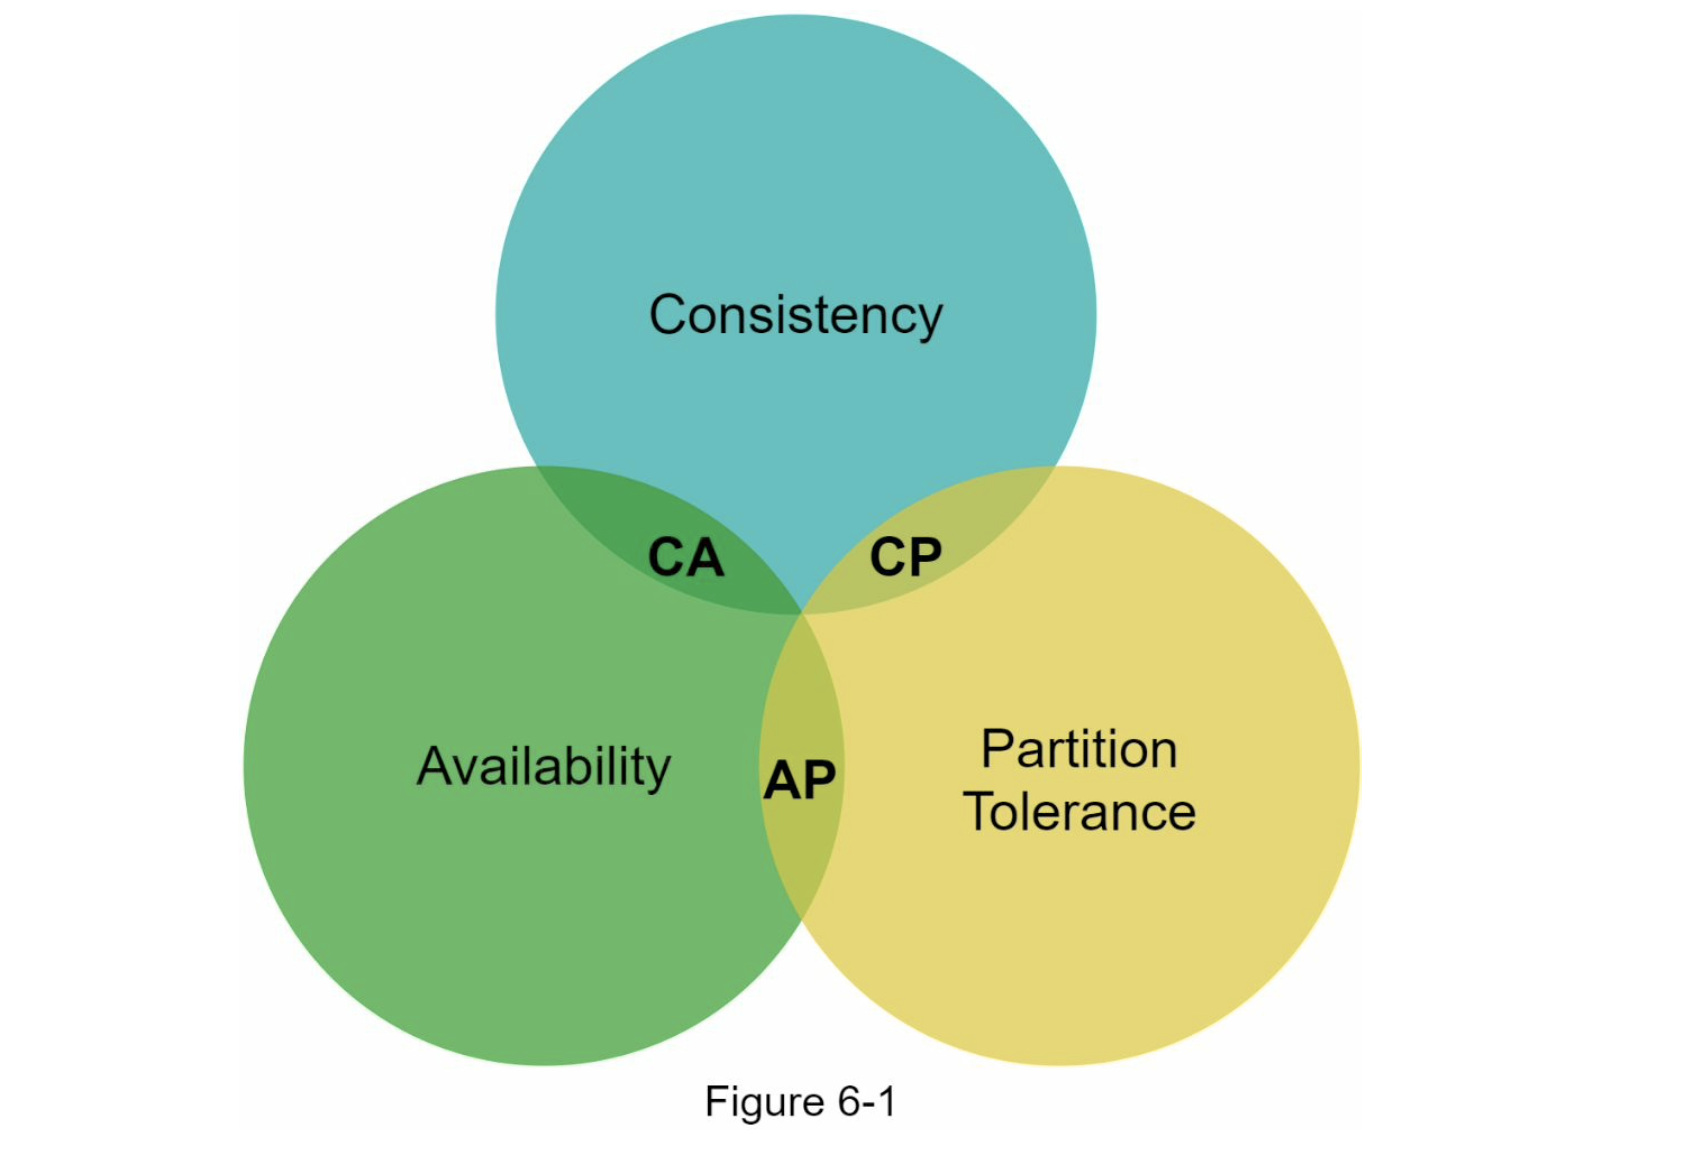 Consistency
CA
CP
Availability
AP
Partition
Tolerance
Figure 6-1